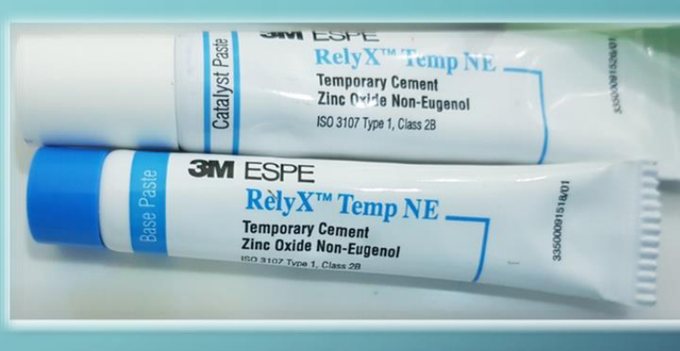 Catalyst Paste
3M ESPE
RelyX™ Temp NE
Temporary Cement
Zinc Oxide Non-Eugenol
ISO 3107 Type 1, Class 2B
Base Paste
3M ESPE
RelyX™ Temp NE
Temporary Cement
Zinc Oxide Non-Eugenol
ISO 3107 Type 1, Class 2B
33500091518/01